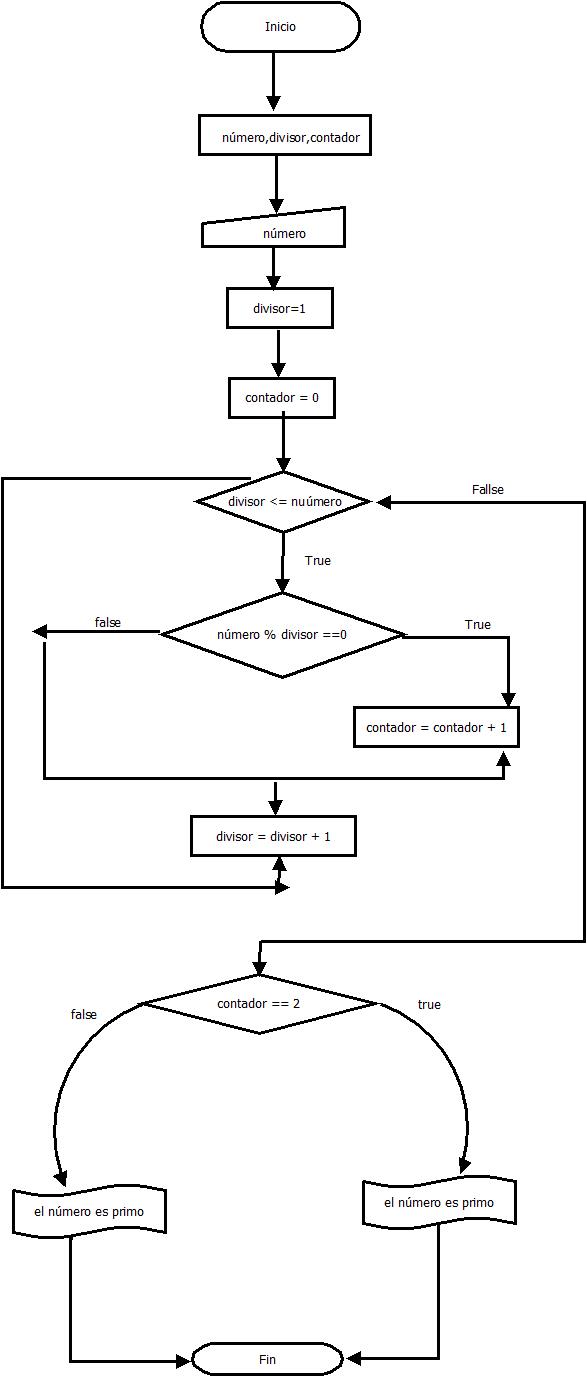 Inicio
número,divisor,contador
número
divisor=1
contador = 0
divisor <= nuúmero
Fallse
True
false
número % divisor ==0
True
contador = contador + 1
divisor = divisor + 1
contador == 2
false
true
el número es primo
el número es primo
Fin